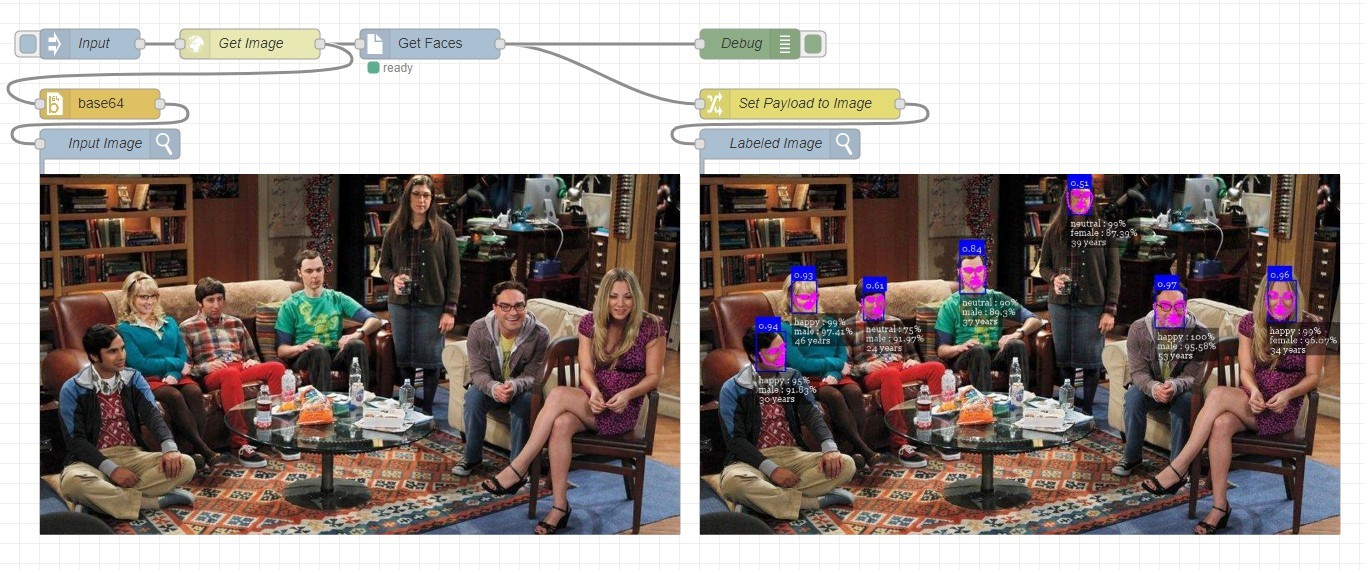 Input
Get Image
Get Faces
Debug
ready
base64
Set Payload to Image
Input Image
Labeled Image
0.51
neutral : 99%
female : 87.39%
39 years
0.84
neutral : 90%
male : 89.3%
37 years
0.93
happy : 99%
male : 97.41%
46 years
0.61
neutral : 75%
male : 91.97%
24 years
0.97
happy : 100%
male : 95.58%
53 years
0.96
happy : 99%
female : 96.07%
34 years
0.94
happy : 95%
male : 91.83%
30 years